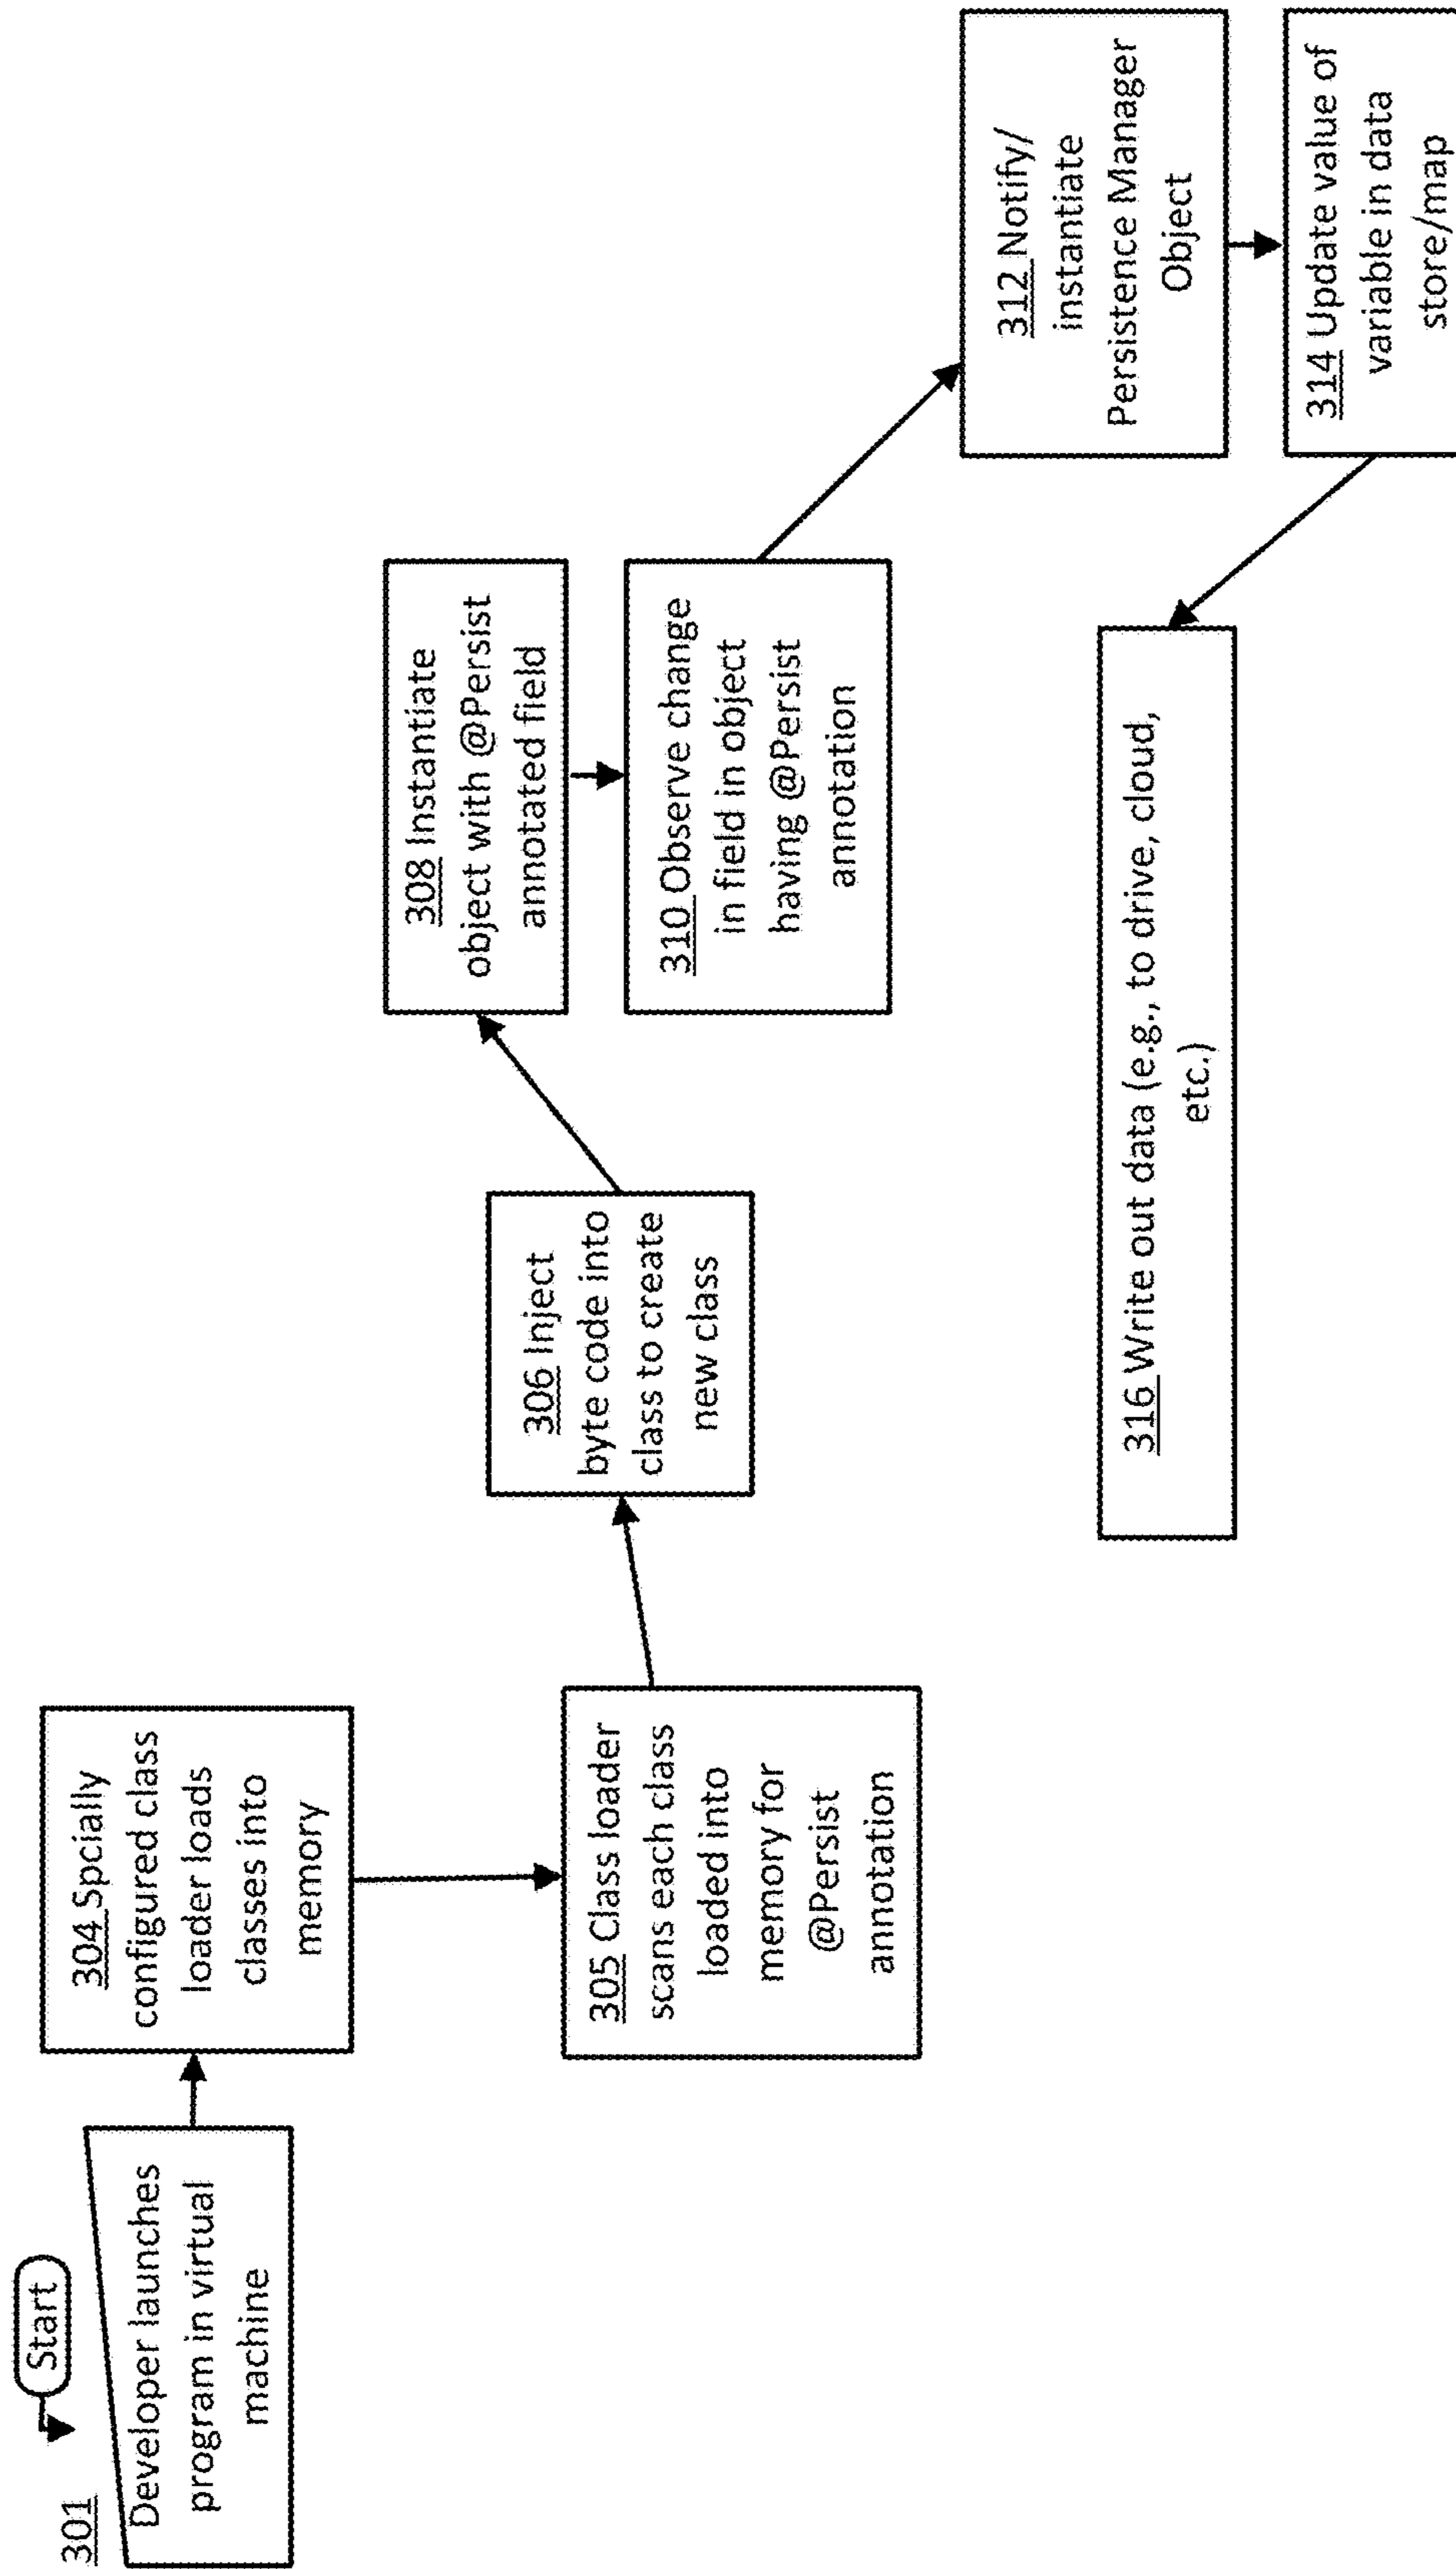 Start
301
Developer launches
program in virtual
machine
304 Spcially
configured class
loader loads
classes into
memory
305 Class loader
scans each class
loaded into
memory for
@Persist
annotation
306 Inject
byte code into
class to create
new class
308 Instantiate
object with @Persist
annotated field
310 Observe change
in field in object
having @Persist
annotation
312 Notify/
instantiate
Persistence Manager
Object
314 Update value of
variable in data
store/map
316 Write out data (e.g., to drive, cloud,
etc.)